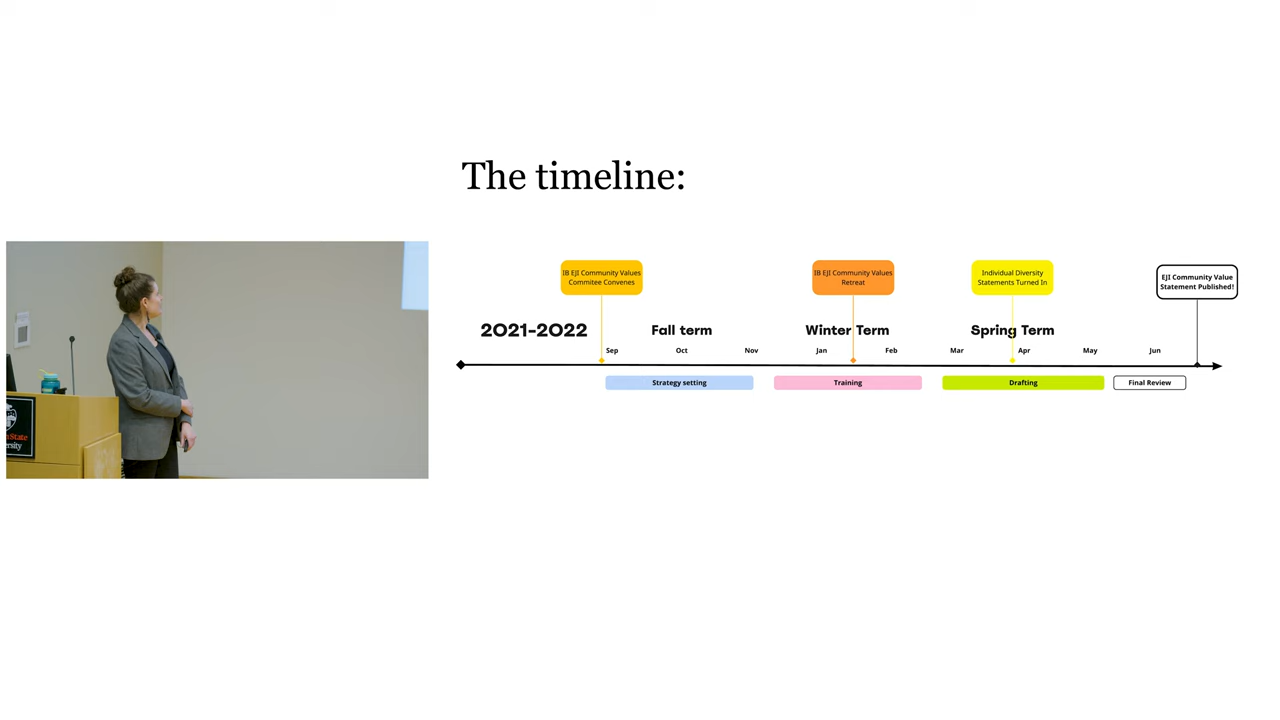 The timeline:
IB EJI Community Values
Commitee Convenes
IB EJI Community Values
Retreat
Individual Diversity
Statements Turned In
EJI Community Value
Statement Published!
2021-2022
Fall term
Winter Term
Spring Term
Sep
Oct
Nov
Jan
Feb
Mar
Apr
May
Jun
Strategy setting
Training
Drafting
Final Review
State
ersity